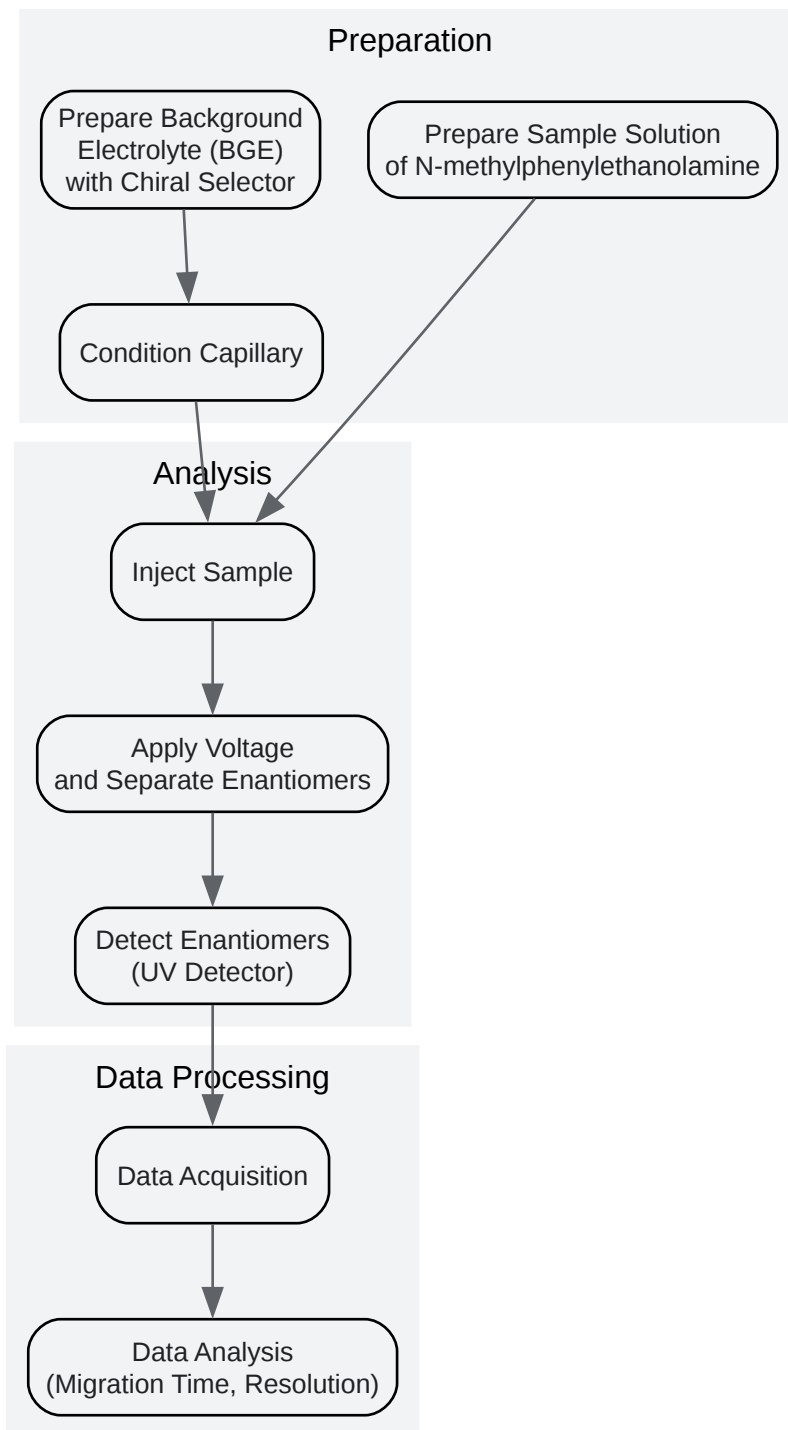 Preparation
Prepare Background
Electrolyte (BGE)
with Chiral Selector
Prepare Sample Solution
of N-methylphenylethanolamine
Condition Capillary
Analysis
Inject Sample
Apply Voltage
and Separate Enantiomers
Detect Enantiomers
(UV Detector)
Data Processing
Data Acquisition
Data Analysis
(Migration Time, Resolution)